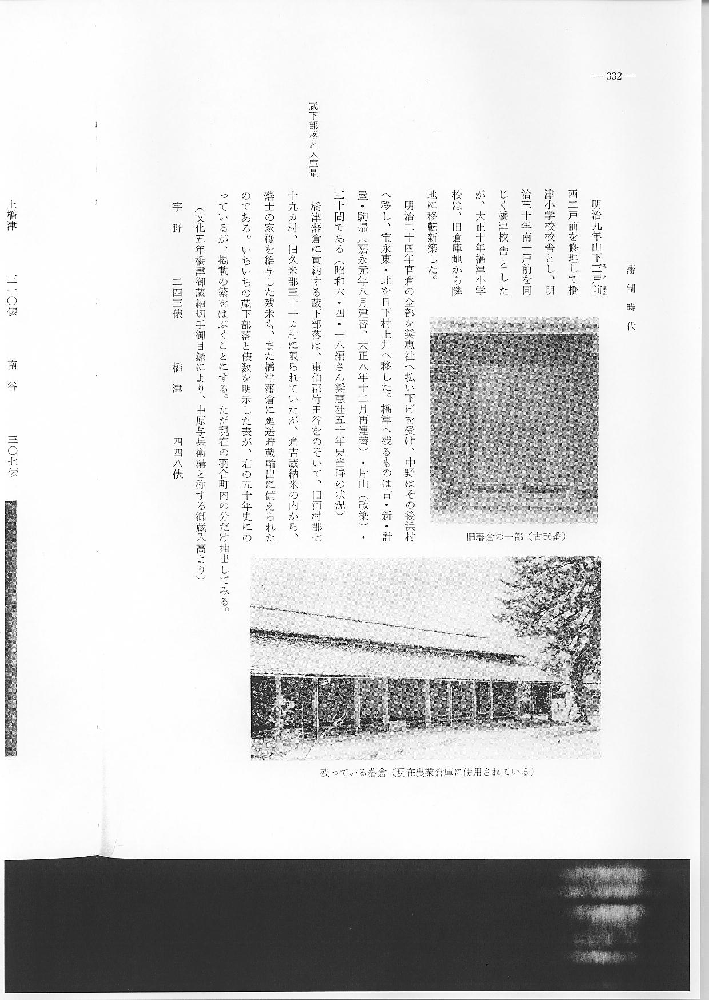 ― 332 ―
藩制時代
明治九年山下三戸前
みとまえ
西二戸前を修理して橋
津小学校校舎とし、明
治三十年南一戸前を同
じく橋津校舎とした
が、大正十年橋津小学
校は、旧倉庫地から隣
地に移転新築した。
旧藩倉の一部（古弐番）
明治二十四年官倉の全部を奨恵社へ払い下げを受け、中野はその後浜村
へ移し、宝永東・北を日下村上井へ移した。橋津へ残るものは古・新・計
屋・駒帰（嘉永元年八月建替、大正八年十二月再建替）・片山（改築）・
三十間である（昭和六・四・一八編さん奨恵社五十年史当時の状況）
蔵下部落と入庫量
橋津藩倉に貢納する蔵下部落は、東伯郡竹田谷をのぞいて、旧河村郡七
十九ヵ村、旧久米郡三十一ヵ村に限られていたが、倉吉蔵納米の内から、
藩士の家祿を給与した残米も、また橋津藩倉に廻送貯蔵輸出に備えられた
のである。いちいちの蔵下部落と俵数を明示した表が、右の五十年史にの
っているが、掲載の繁をはぶくことにする。ただ現在の羽合町内の分だけ抽出してみる。
（文化五年橋津御蔵納切手御目録により、中原与兵衛構と称する御蔵入高より）
宇野 二四三俵 橋津 四四八俵
残っている藩倉（現在農業倉庫に使用されている）
上橋津 三一〇俵 南谷 三〇七俵